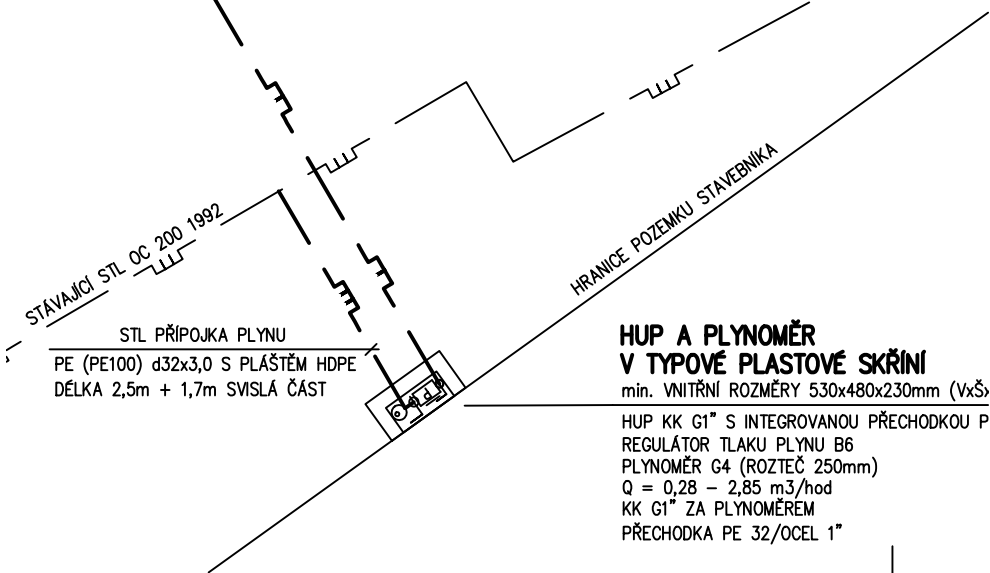 STÁVAJÍCÍ STL OC 200 1992
HRANICE POZEMKU STAVEBNÍKA
STL PŘÍPOJKA PLYNU
PE (PE100) d32x3,0 S PLÁŠTĚM HDPE
DÉLKA 2,5m + 1,7m SVISLÁ ČÁST
HUP A PLYNOMĚR
V TYPOVÉ PLASTOVÉ SKŘÍNÍ
min. VNITŘNÍ ROZMĚRY 530x480x230mm
HUP KK G1" S INTEGROVANOU PŘECHODKOU
REGULÁTOR TLAKU PLYNU B6
PLYNOMĚR G4 (ROZTEČ 250mm)
Q = 0,28 - 2,85 m3/hod
KK G1" ZA PLYNOMĚREM
PŘECHODKA PE 32/OCEL 1"